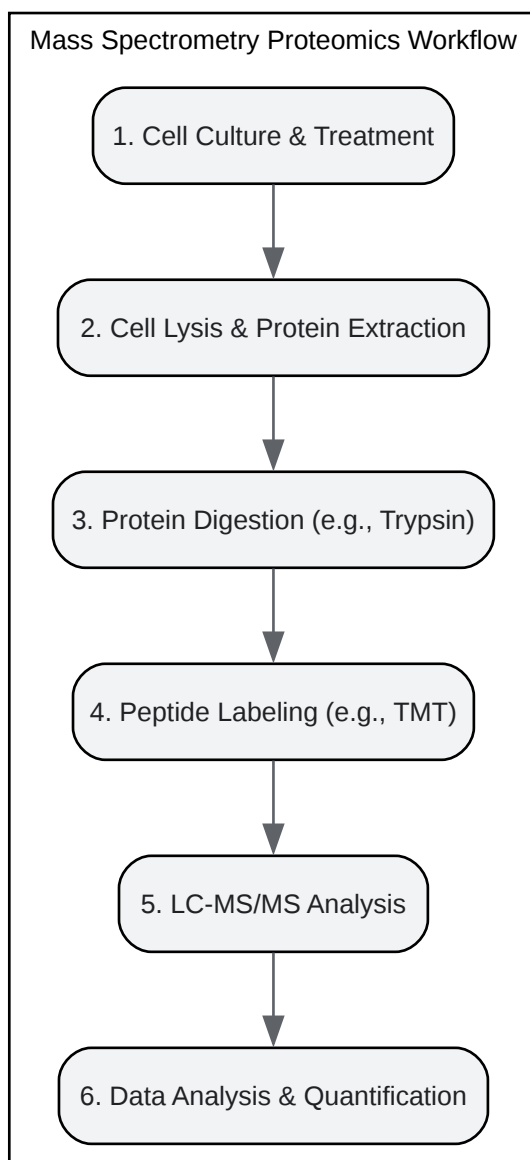 Mass Spectrometry Proteomics Workflow
1. Cell Culture & Treatment
2. Cell Lysis & Protein Extraction
3. Protein Digestion (e.g., Trypsin)
4. Peptide Labeling (e.g., TMT)
5. LC-MS/MS Analysis
6. Data Analysis & Quantification